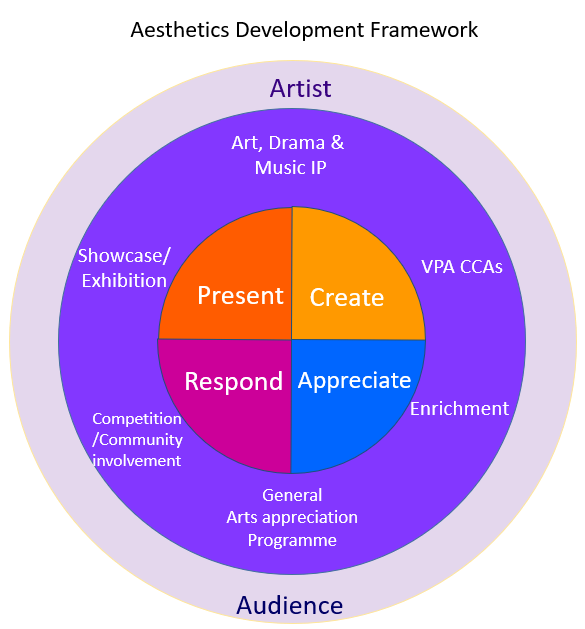 Aesthetics Development Framework
Artist
Art, Drama &
Music IP
Showcase/
Exhibition
VPA CCAs
Present
Create
Respond
Appreciate
Enrichment
Competition
/Community
involvement
General
Arts appreciation
Programme
Audience